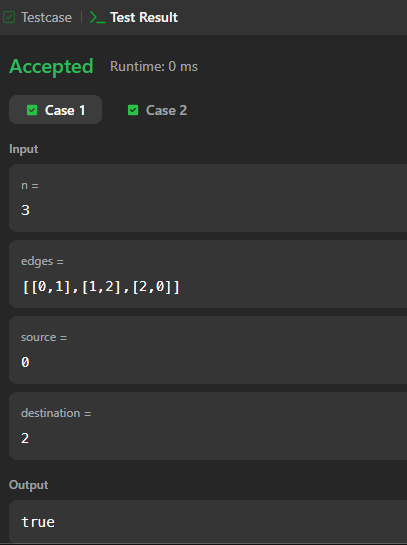 Testcase | Test Result
Accepted Runtime: 0 ms
Case 1 Case 2
Input
n =
3
edges =
[[0,1],[1,2],[2,0]]
source =
0
destination =
2
Output
true